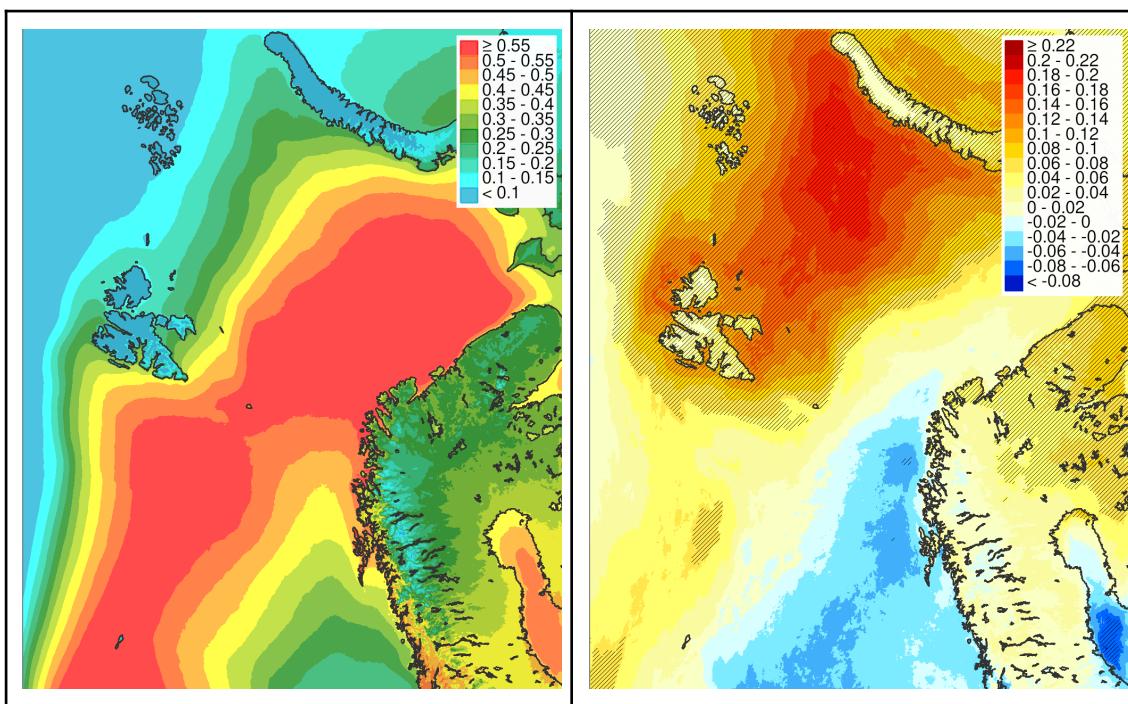 ≥ 0.55
0.5 - 0.55
0.45 - 0.5
0.4 - 0.45
0.35 - 0.4
0.3 - 0.35
0.25 - 0.3
0.2 - 0.25
0.15 - 0.2
0.1 - 0.15
< 0.1
≥ 0.22
0.2 - 0.22
0.18 - 0.2
0.16 - 0.18
0.14 - 0.16
0.12 - 0.14
0.1 - 0.12
0.08 - 0.1
0.06 - 0.08
0.04 - 0.06
0.02 - 0.04
0 - 0.02
-0.02 - 0
-0.04 - -0.02
-0.06 - -0.04
-0.08 - -0.06
< -0.08